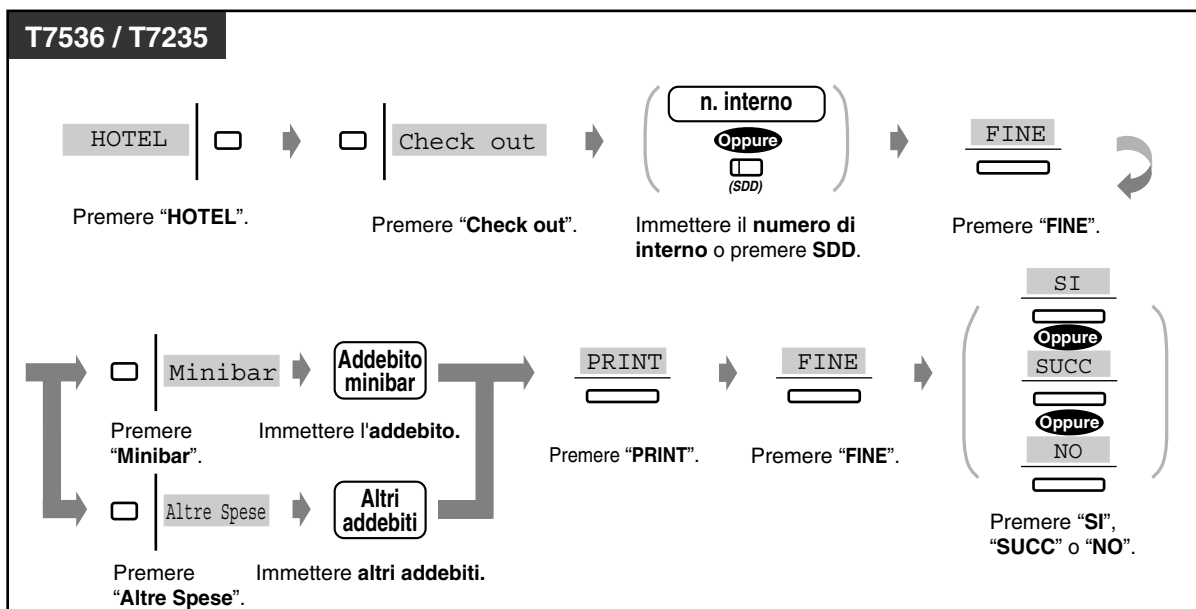 T7536 / T7235
HOTEL
Check out
n. interno
Oppure
(SDD)
FINE
Premere “HOTEL”.
Premere “Check out”.
Immettere il numero di
interno o premere SDD.
Premere “FINE”.
Minibar
Addebito
minibar
PRINT
FINE
SI
Oppure
SUCC
Oppure
NO
Premere
“Minibar”.
Immettere l'addebito.
Premere “PRINT”.
Premere “FINE”.
Altre Spese
Altri
addebiti
Premere “SI”,
“SUCC” o “NO”.
Premere
“Altre Spese”.
Immettere altri addebiti.